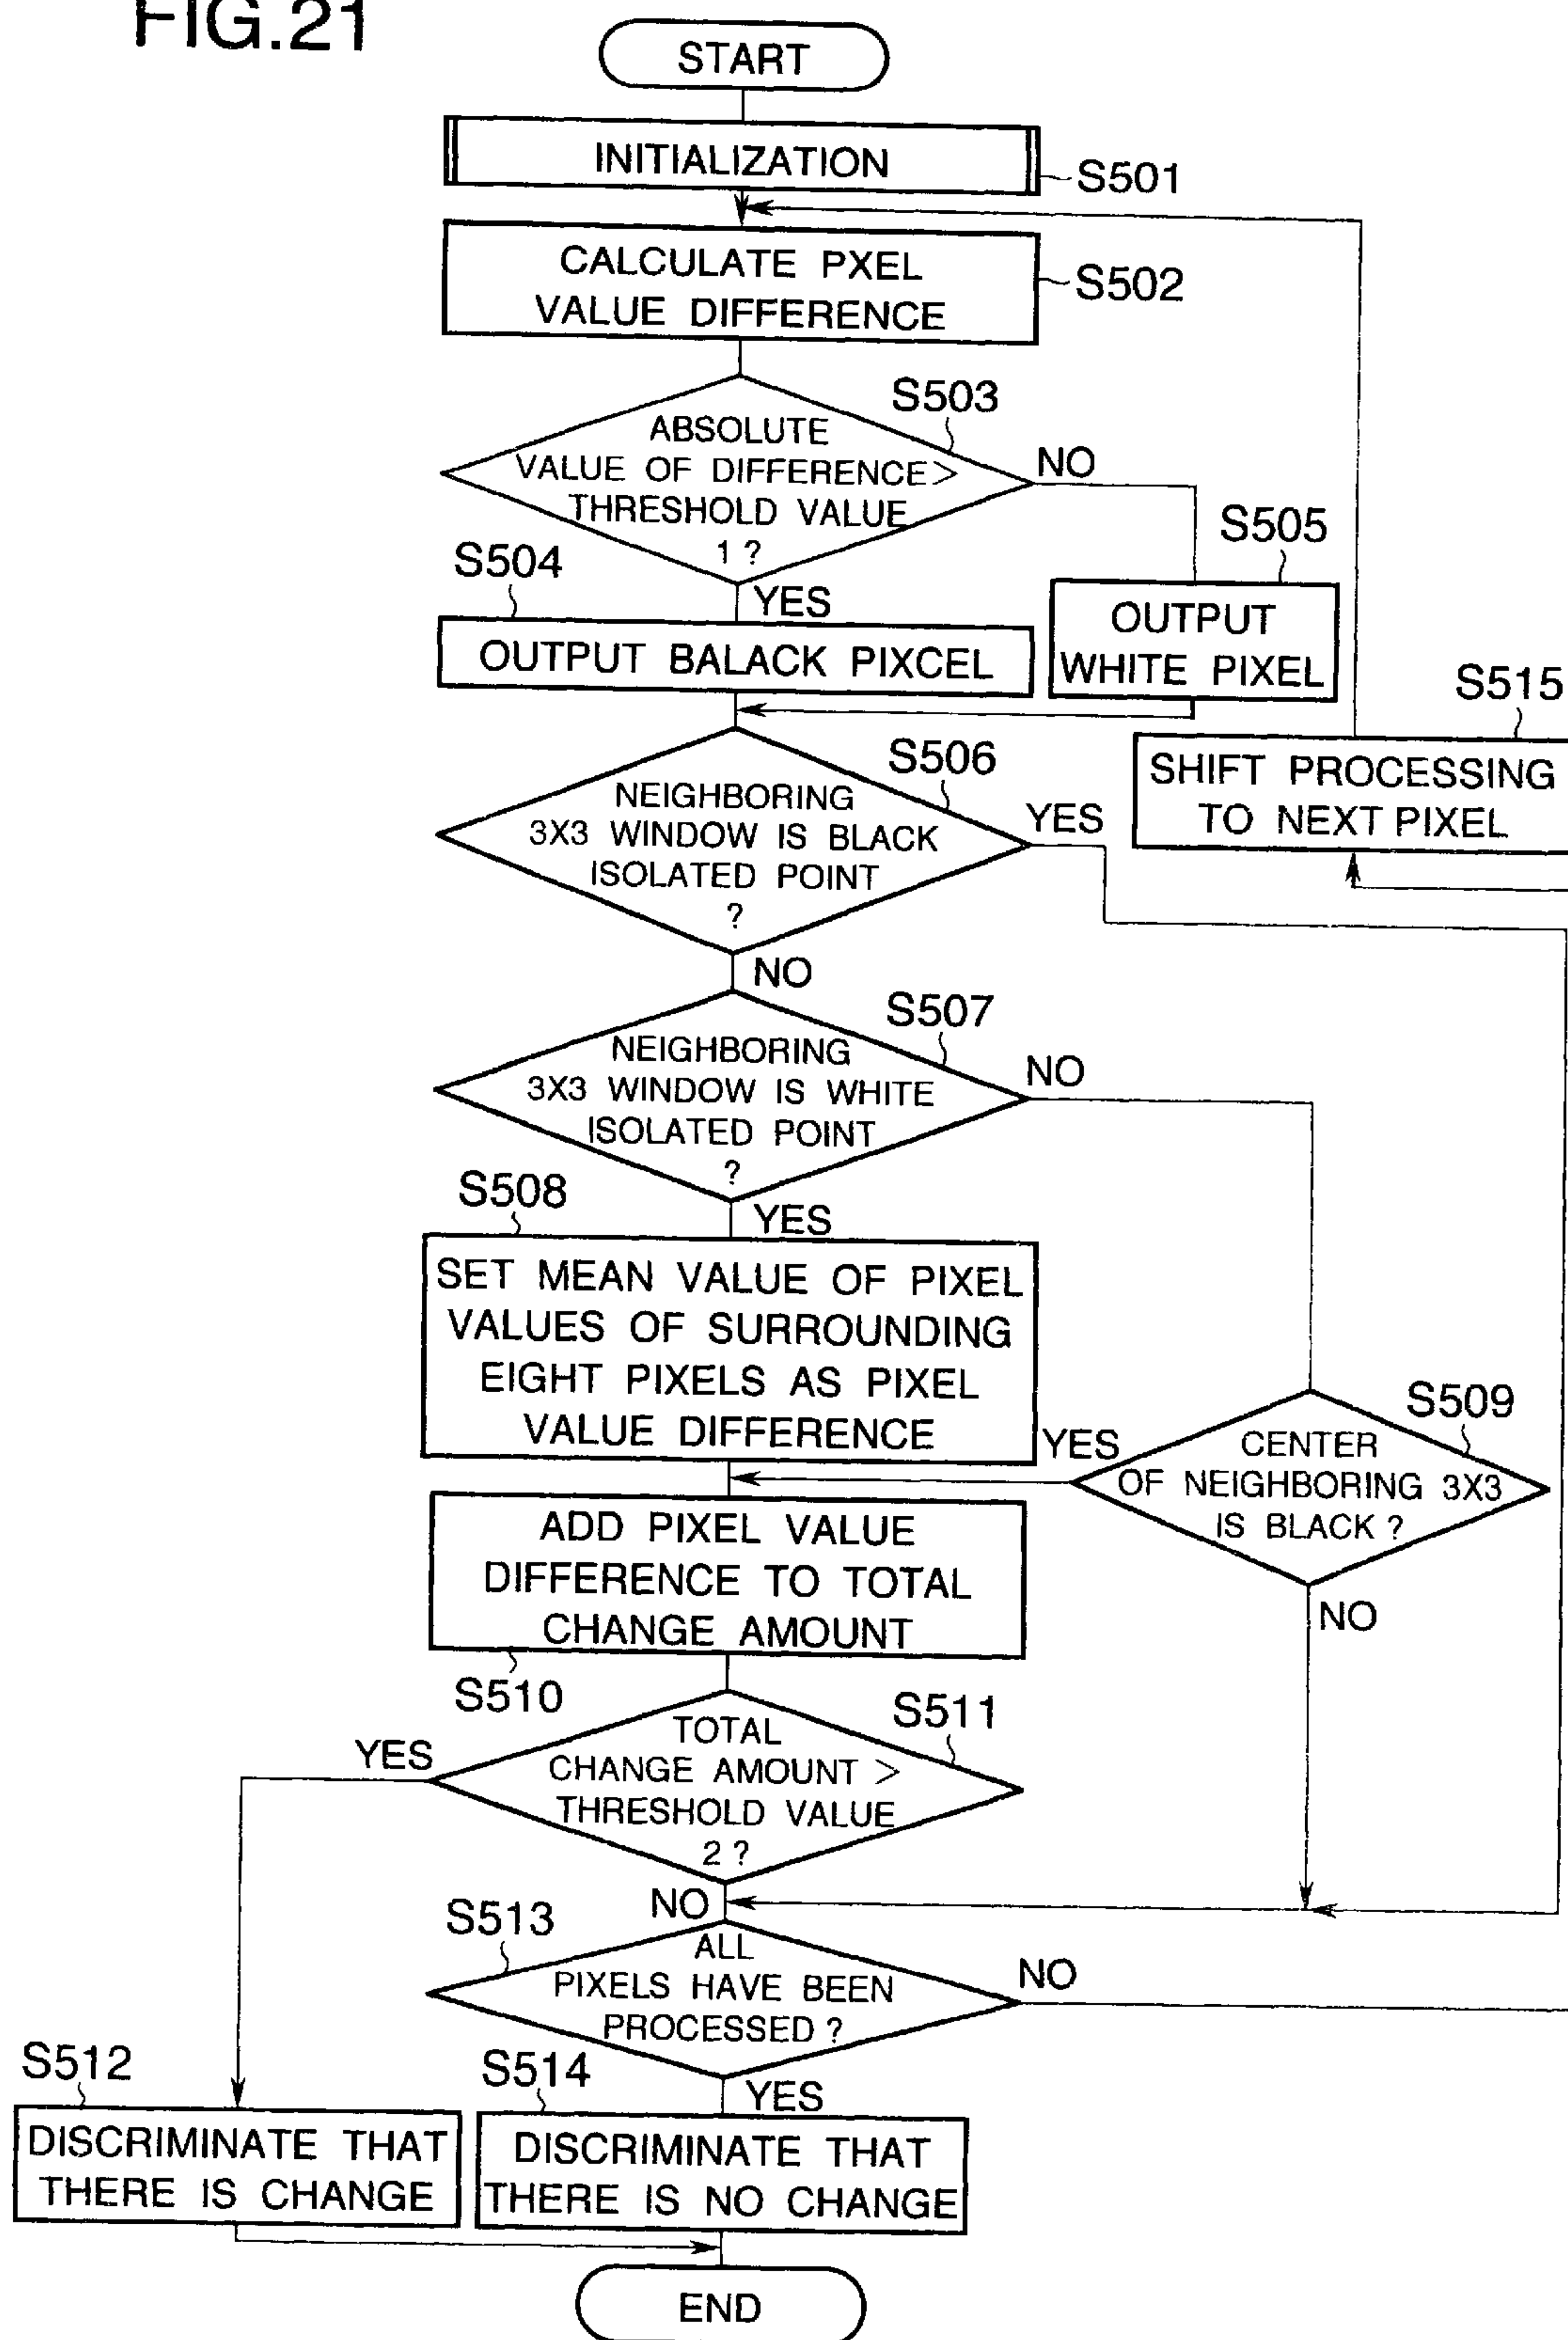 FIG.21
START
INITIALIZATION
S501
CALCULATE PXEL
VALUE DIFFERENCE
S502
S503
ABSOLUTE
VALUE OF DIFFERENCE>
THRESHOLD VALUE
1 ?
NO
S504
YES
S505
OUTPUT BALACK PIXCEL
OUTPUT
WHITE PIXEL
S515
SHIFT PROCESSING
TO NEXT PIXEL
S506
NEIGHBORING
3X3 WINDOW IS BLACK
ISOLATED POINT
?
YES
NO
S507
NEIGHBORING
3X3 WINDOW IS WHITE
ISOLATED POINT
?
NO
S508
YES
SET MEAN VALUE OF PIXEL
VALUES OF SURROUNDING
EIGHT PIXELS AS PIXEL
VALUE DIFFERENCE
S509
YES
CENTER
OF NEIGHBORING 3X3
IS BLACK ?
NO
ADD PIXEL VALUE
DIFFERENCE TO TOTAL
CHANGE AMOUNT
S510
S511
TOTAL
CHANGE AMOUNT >
THRESHOLD VALUE
2 ?
YES
NO
S513
ALL
PIXELS HAVE BEEN
PROCESSED ?
NO
S512
S514
YES
DISCRIMINATE THAT
THERE IS CHANGE
DISCRIMINATE THAT
THERE IS NO CHANGE
END